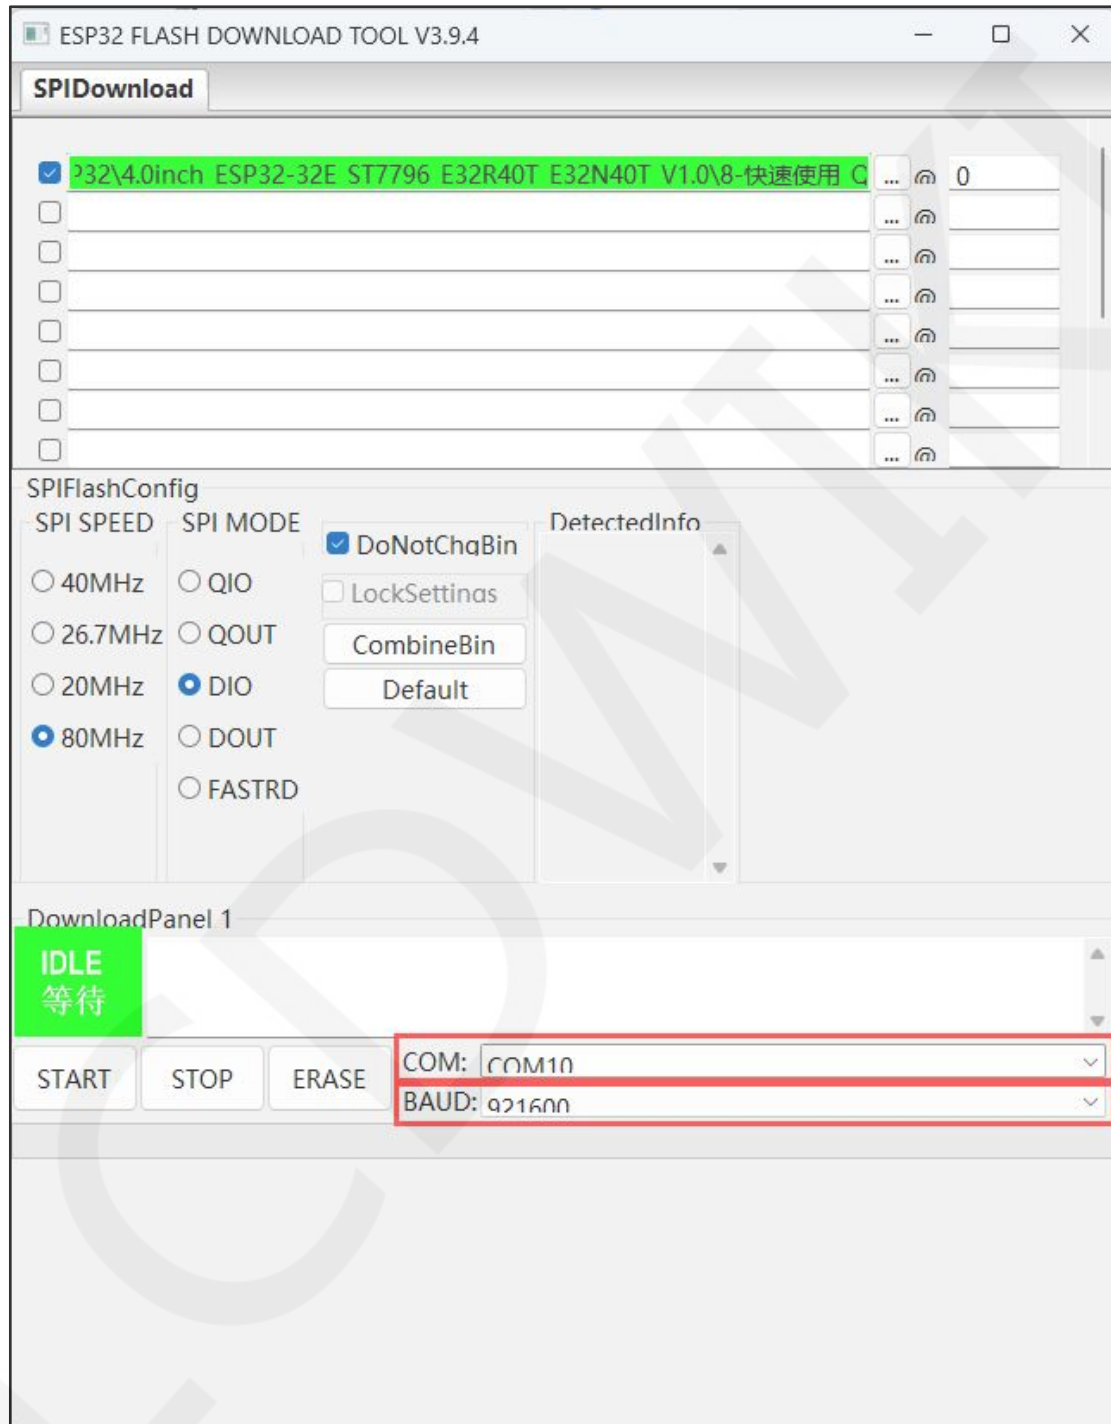 ESP32 FLASH DOWNLOAD TOOL V3.9.4
SPIDownload
P32\4.0inch ESP32-32E ST7796 E32R40T E32N40T V1.0\8-快速使用 Q ... @ 0
... @
... @
... @
... @
... @
... @
... @
SPIFlashConfig
SPI SPEED SPI MODE DetectedInfo
DoNotChgBin
40MHz QIO LockSettings
26.7MHz QOUT CombineBin
20MHz DIO Default
80MHz DOUT
FASTRD
DownloadPanel 1
IDLE
等待
START STOP ERASE
COM: COM10
BAUD: 921600
LCDWIKI